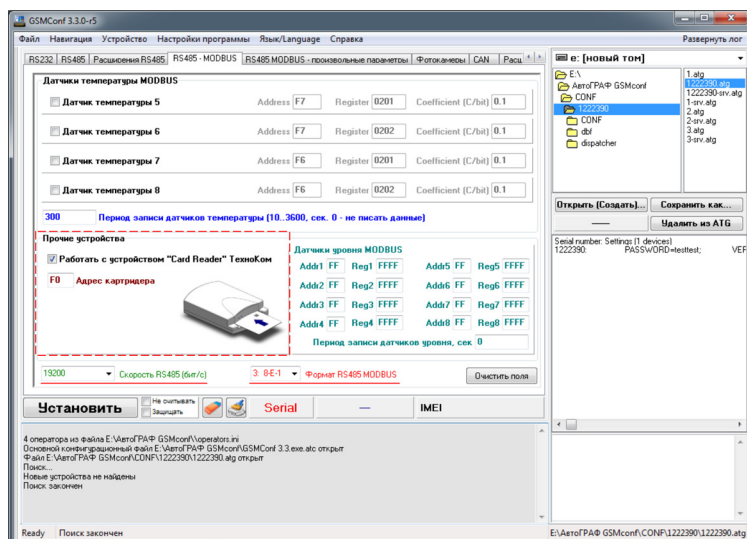 GSMConf 3.3.0-r5
Файл Навигация Устройство Настройки программы Язык/Language Справка Развернуть лог
RS232 RS485 Расширения RS485 RS485 - MODBUS RS485 MODBUS - произвольные параметры Фотокамеры CAN Расш
Датчики температуры MODBUS
Датчик температуры 5 Address F7 Register 0201 Coefficient (C/bit) 0.1
Датчик температуры 6 Address F7 Register 0202 Coefficient (C/bit) 0.1
Датчик температуры 7 Address F6 Register 0201 Coefficient (C/bit) 0.1
Датчик температуры 8 Address F6 Register 0202 Coefficient (C/bit) 0.1
300 Период записи датчиков температуры (10..3600, сек. 0 - не писать данные)
Прочие устройства
Работать с устройством "Card Reader" ТехноКом
F0 Адрес картридера
Датчики уровня MODBUS
Addr1 FF Reg1 FFFF Addr5 FF Reg5 FFFF
Addr2 FF Reg2 FFFF Addr6 FF Reg6 FFFF
Addr3 FF Reg3 FFFF Addr7 FF Reg7 FFFF
Addr4 FF Reg4 FFFF Addr8 FF Reg8 FFFF
Период записи датчиков уровня, сек 0
19200 Скорость RS485 (бит/с) 3: 8-E-1 Формат RS485 MODBUS Очистить поля
Установить Не считывать Serial — IMEI
Защищать
4 оператора из файла E:\АвтоГРАФ GSMconf\\operators.ini
Основной конфигурационный файл E:\АвтоГРАФ GSMconf\GSMConf 3.3.exe.atc открыт
Файл E:\АвтоГРАФ GSMconf\CONF\1222390\1222390.atg открыт
Поиск...
Новые устройства не найдены
Поиск закончен
e: [новый том]
E:\
АвтоГРАФ GSMconf
CONF
1222390
CONF
dbf
dispatcher
1.atg
1222390.atg
1222390-srv.atg
1-srv.atg
2.atg
2-srv.atg
3.atg
3-srv.atg
Открыть (Создать)... Сохранить как...
— Удалить из ATG
Serial number: Settings (1 devices)
1222390: PASSWORD=testtest; VER
Ready Поиск закончен E:\АвтоГРАФ GSMconf\CONF\1222390\1222390.atg